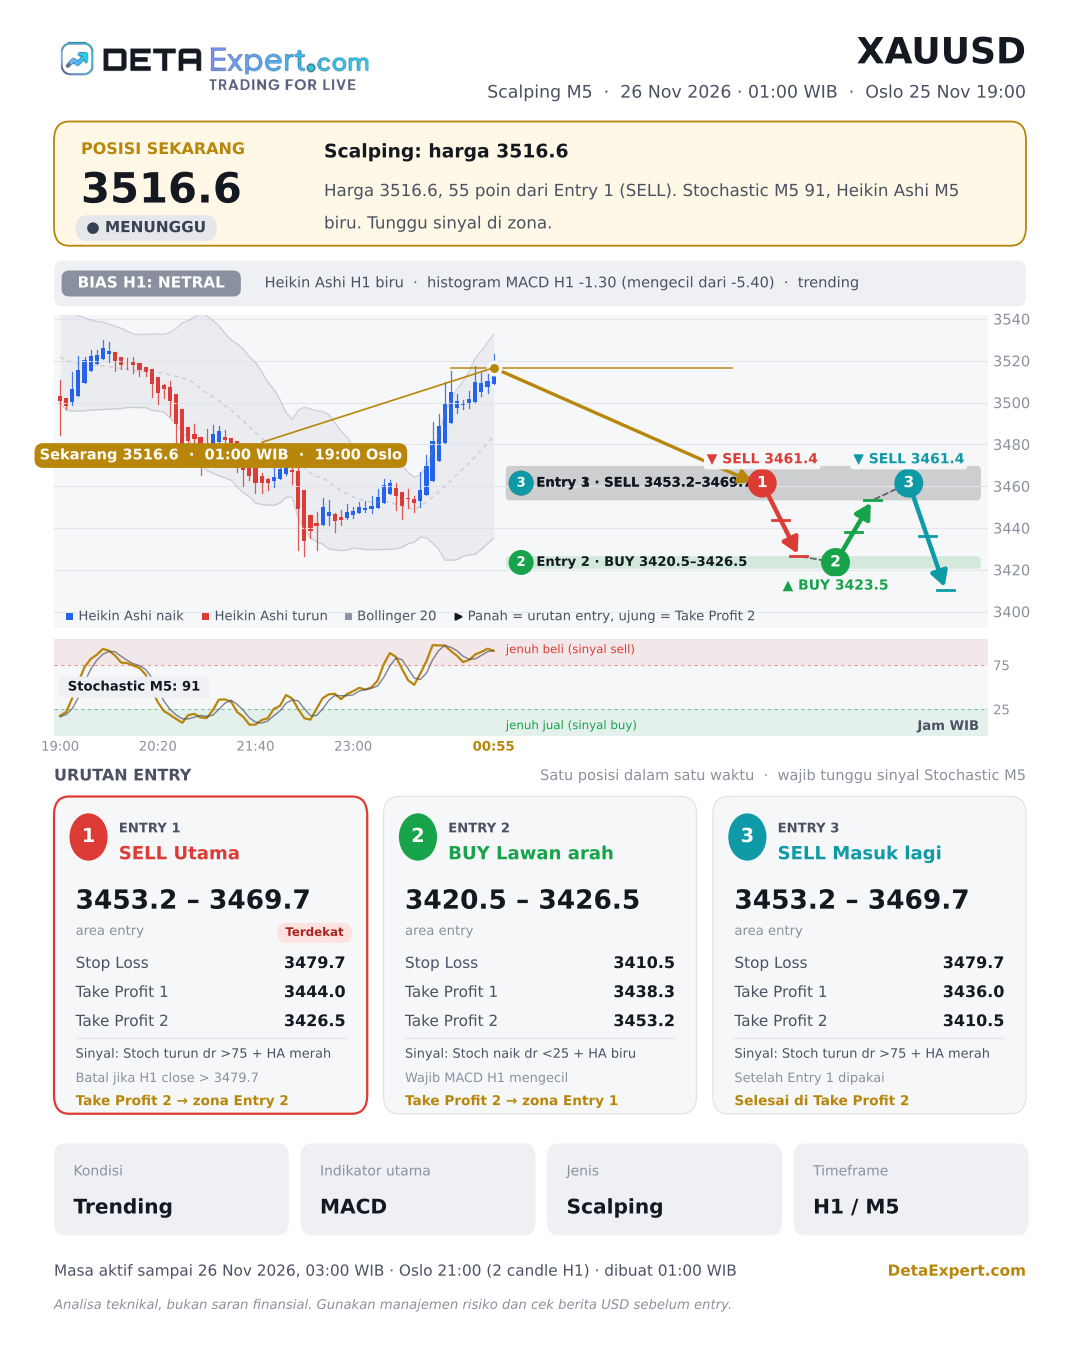 DETA Expert.com
TRADING FOR LIVE
XAUUSD
Scalping M5 · 26 Nov 2026 · 01:00 WIB · Oslo 25 Nov 19:00
POSISI SEKARANG
3516.6
● MENUNGGU
Scalping: harga 3516.6
Harga 3516.6, 55 poin dari Entry 1 (SELL). Stochastic M5 91, Heikin Ashi M5
biru. Tunggu sinyal di zona.
BIAS H1: NETRAL
Heikin Ashi H1 biru · histogram MACD H1 -1.30 (mengecil dari -5.40) · trending
3540
3520
3500
3480
3460
3440
3420
3400
Sekarang 3516.6 · 01:00 WIB · 19:00 Oslo
▼ SELL 3461.4
▼ SELL 3461.4
3 Entry 3 · SELL 3453.2–3469.7
1
3
2 Entry 2 · BUY 3420.5–3426.5
2
▲ BUY 3423.5
Heikin Ashi naik
Heikin Ashi turun
Bollinger 20
Panah = urutan entry, ujung = Take Profit 2
jenuh beli (sinyal sell)
75
Stochastic M5: 91
25
jenuh jual (sinyal buy)
Jam WIB
19:00
20:20
21:40
23:00
00:55
URUTAN ENTRY
Satu posisi dalam satu waktu · wajib tunggu sinyal Stochastic M5
1
ENTRY 1
SELL Utama
3453.2 – 3469.7
area entry
Terdekat
Stop Loss 3479.7
Take Profit 1 3444.0
Take Profit 2 3426.5
Sinyal: Stoch turun dr >75 + HA merah
Batal jika H1 close > 3479.7
Take Profit 2 → zona Entry 2
2
ENTRY 2
BUY Lawan arah
3420.5 – 3426.5
area entry
Stop Loss 3410.5
Take Profit 1 3438.3
Take Profit 2 3453.2
Sinyal: Stoch naik dr <25 + HA biru
Wajib MACD H1 mengecil
Take Profit 2 → zona Entry 1
3
ENTRY 3
SELL Masuk lagi
3453.2 – 3469.7
area entry
Stop Loss 3479.7
Take Profit 1 3436.0
Take Profit 2 3410.5
Sinyal: Stoch turun dr >75 + HA merah
Setelah Entry 1 dipakai
Selesai di Take Profit 2
Kondisi
Trending
Indikator utama
MACD
Jenis
Scalping
Timeframe
H1 / M5
Masa aktif sampai 26 Nov 2026, 03:00 WIB · Oslo 21:00 (2 candle H1) · dibuat 01:00 WIB
DetaExpert.com
Analisa teknikal, bukan saran finansial. Gunakan manajemen risiko dan cek berita USD sebelum entry.